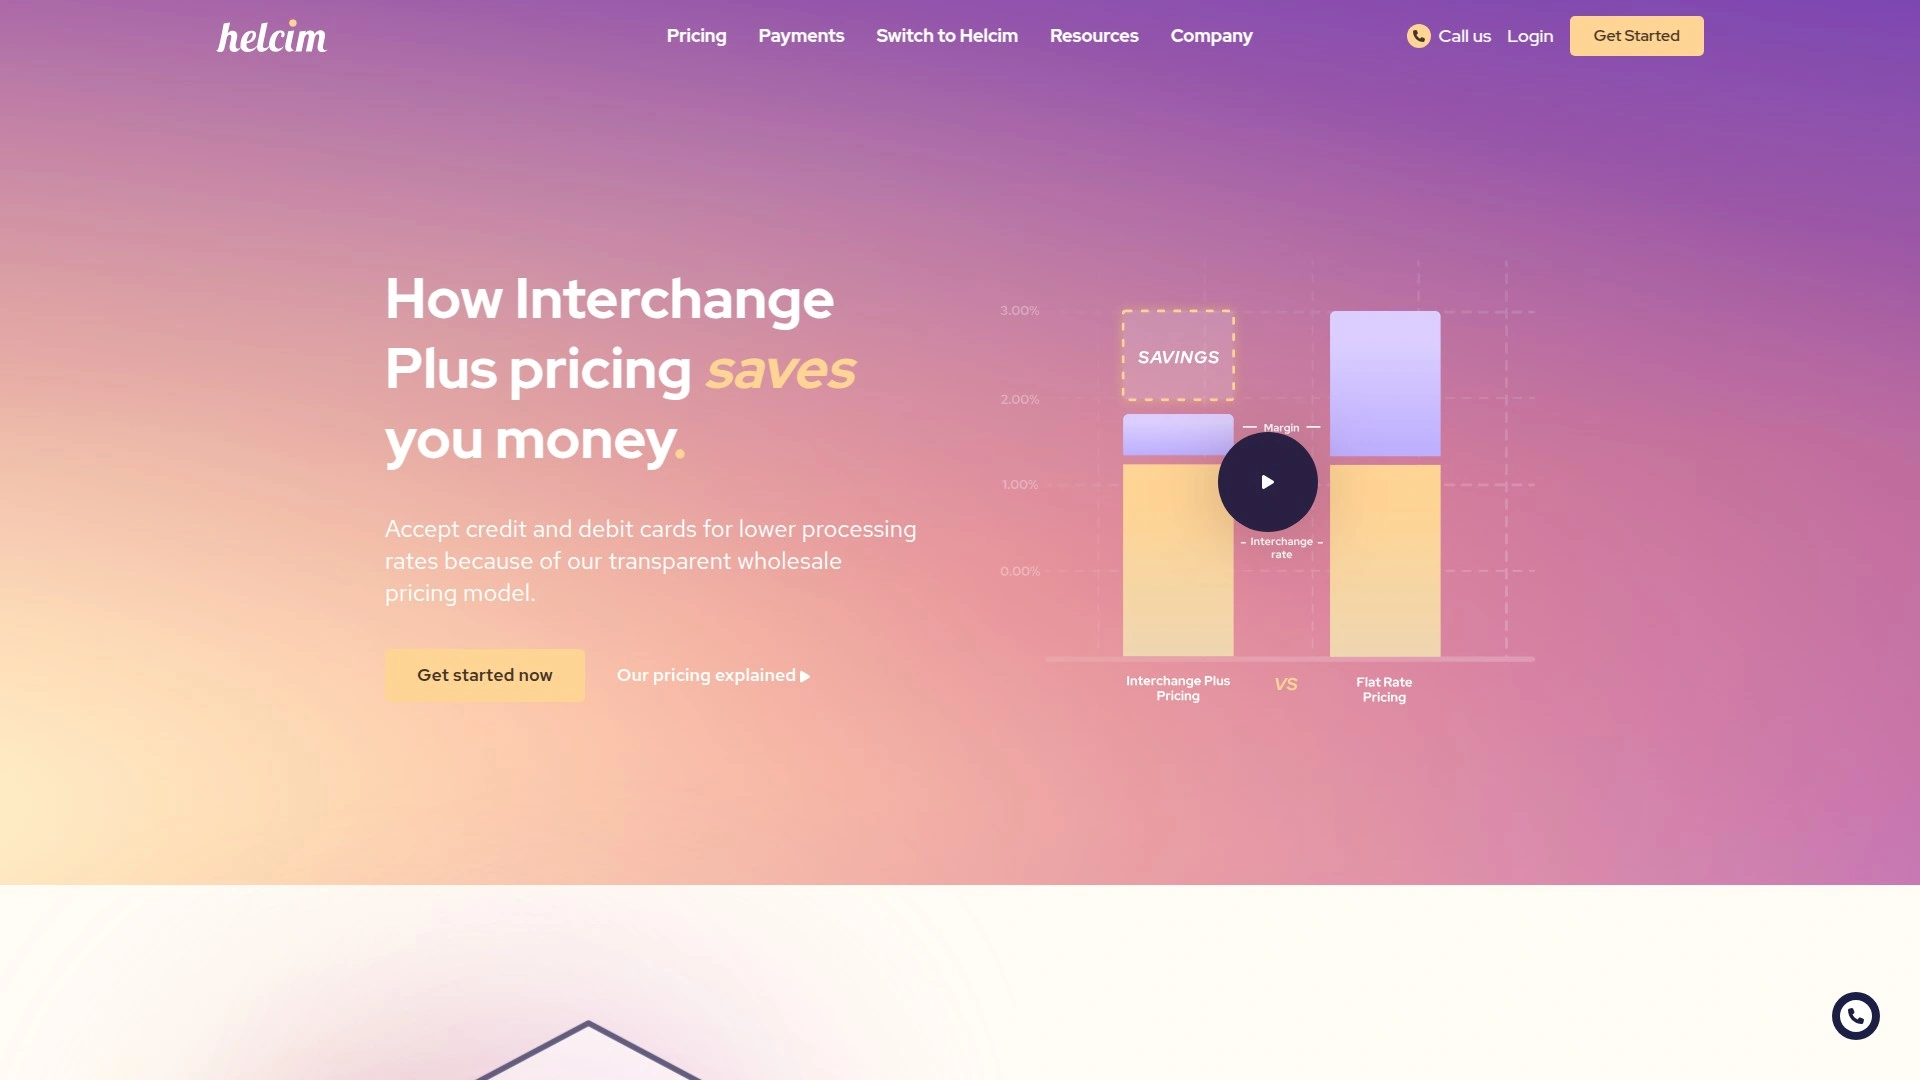 helcim
Pricing
Payments
Switch to Helcim
Resources
Company
Call us
Login
Get Started
How Interchange
Plus pricing saves
you money.
Accept credit and debit cards for lower processing
rates because of our transparent wholesale
pricing model.
Get started now
Our pricing explained
3.00%
2.00%
1.00%
0.00%
SAVINGS
Margin
Interchange
rate
Interchange Plus
Pricing
VS
Flat Rate
Pricing